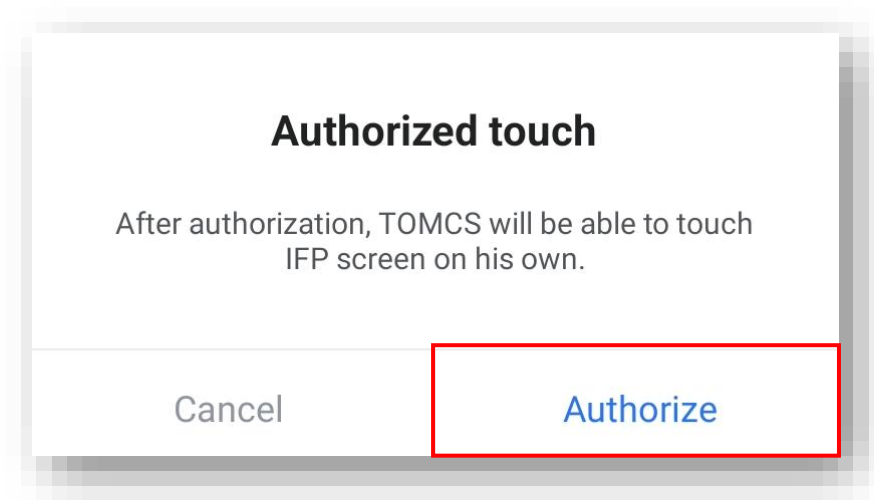 Authorized touch
After authorization, TOMCS will be able to touch
IFP screen on his own.
Cancel
Authorize